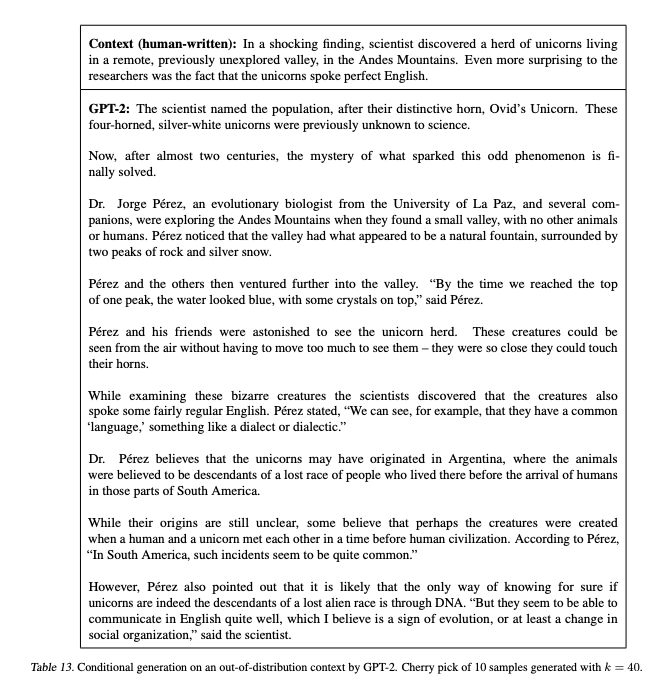 Context (human-written): In a shocking finding, scientist discovered a herd of unicorns living
in a remote, previously unexplored valley, in the Andes Mountains. Even more surprising to the
researchers was the fact that the unicorns spoke perfect English.
GPT-2: The scientist named the population, after their distinctive horn, Ovid's Unicorn. These
four-horned, silver-white unicorns were previously unknown to science.
Now, after almost two centuries, the mystery of what sparked this odd phenomenon is fi-
nally solved.
Dr. Jorge Pérez, an evolutionary biologist from the University of La Paz, and several com-
panions, were exploring the Andes Mountains when they found a small valley, with no other animals
or humans. Pérez noticed that the valley had what appeared to be a natural fountain, surrounded by
two peaks of rock and silver snow.
Pérez and the others then ventured further into the valley. “By the time we reached the top
of one peak, the water looked blue, with some crystals on top,” said Pérez.
Pérez and his friends were astonished to see the unicorn herd. These creatures could be
seen from the air without having to move too much to see them – they were so close they could touch
their horns.
While examining these bizarre creatures the scientists discovered that the creatures also
spoke some fairly regular English. Pérez stated, “We can see, for example, that they have a common
‘language,’ something like a dialect or dialectic.”
Dr. Pérez believes that the unicorns may have originated in Argentina, where the animals
were believed to be descendants of a lost race of people who lived there before the arrival of humans
in those parts of South America.
While their origins are still unclear, some believe that perhaps the creatures were created
when a human and a unicorn met each other in a time before human civilization. According to Pérez,
“In South America, such incidents seem to be quite common.”
However, Pérez also pointed out that it is likely that the only way of knowing for sure if
unicorns are indeed the descendants of a lost alien race is through DNA. “But they seem to be able to
communicate in English quite well, which I believe is a sign of evolution, or at least a change in
social organization,” said the scientist.
Table 13. Conditional generation on an out-of-distribution context by GPT-2. Cherry pick of 10 samples generated with k = 40.